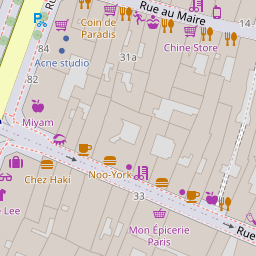 Rue au Maire
Coin de
Paradis
14
Chine Store
84
31a
Acne studio
82
Miyam
Chez Haki
Noo-York
33
Lee
Mon Épicerie
Paris
Rue